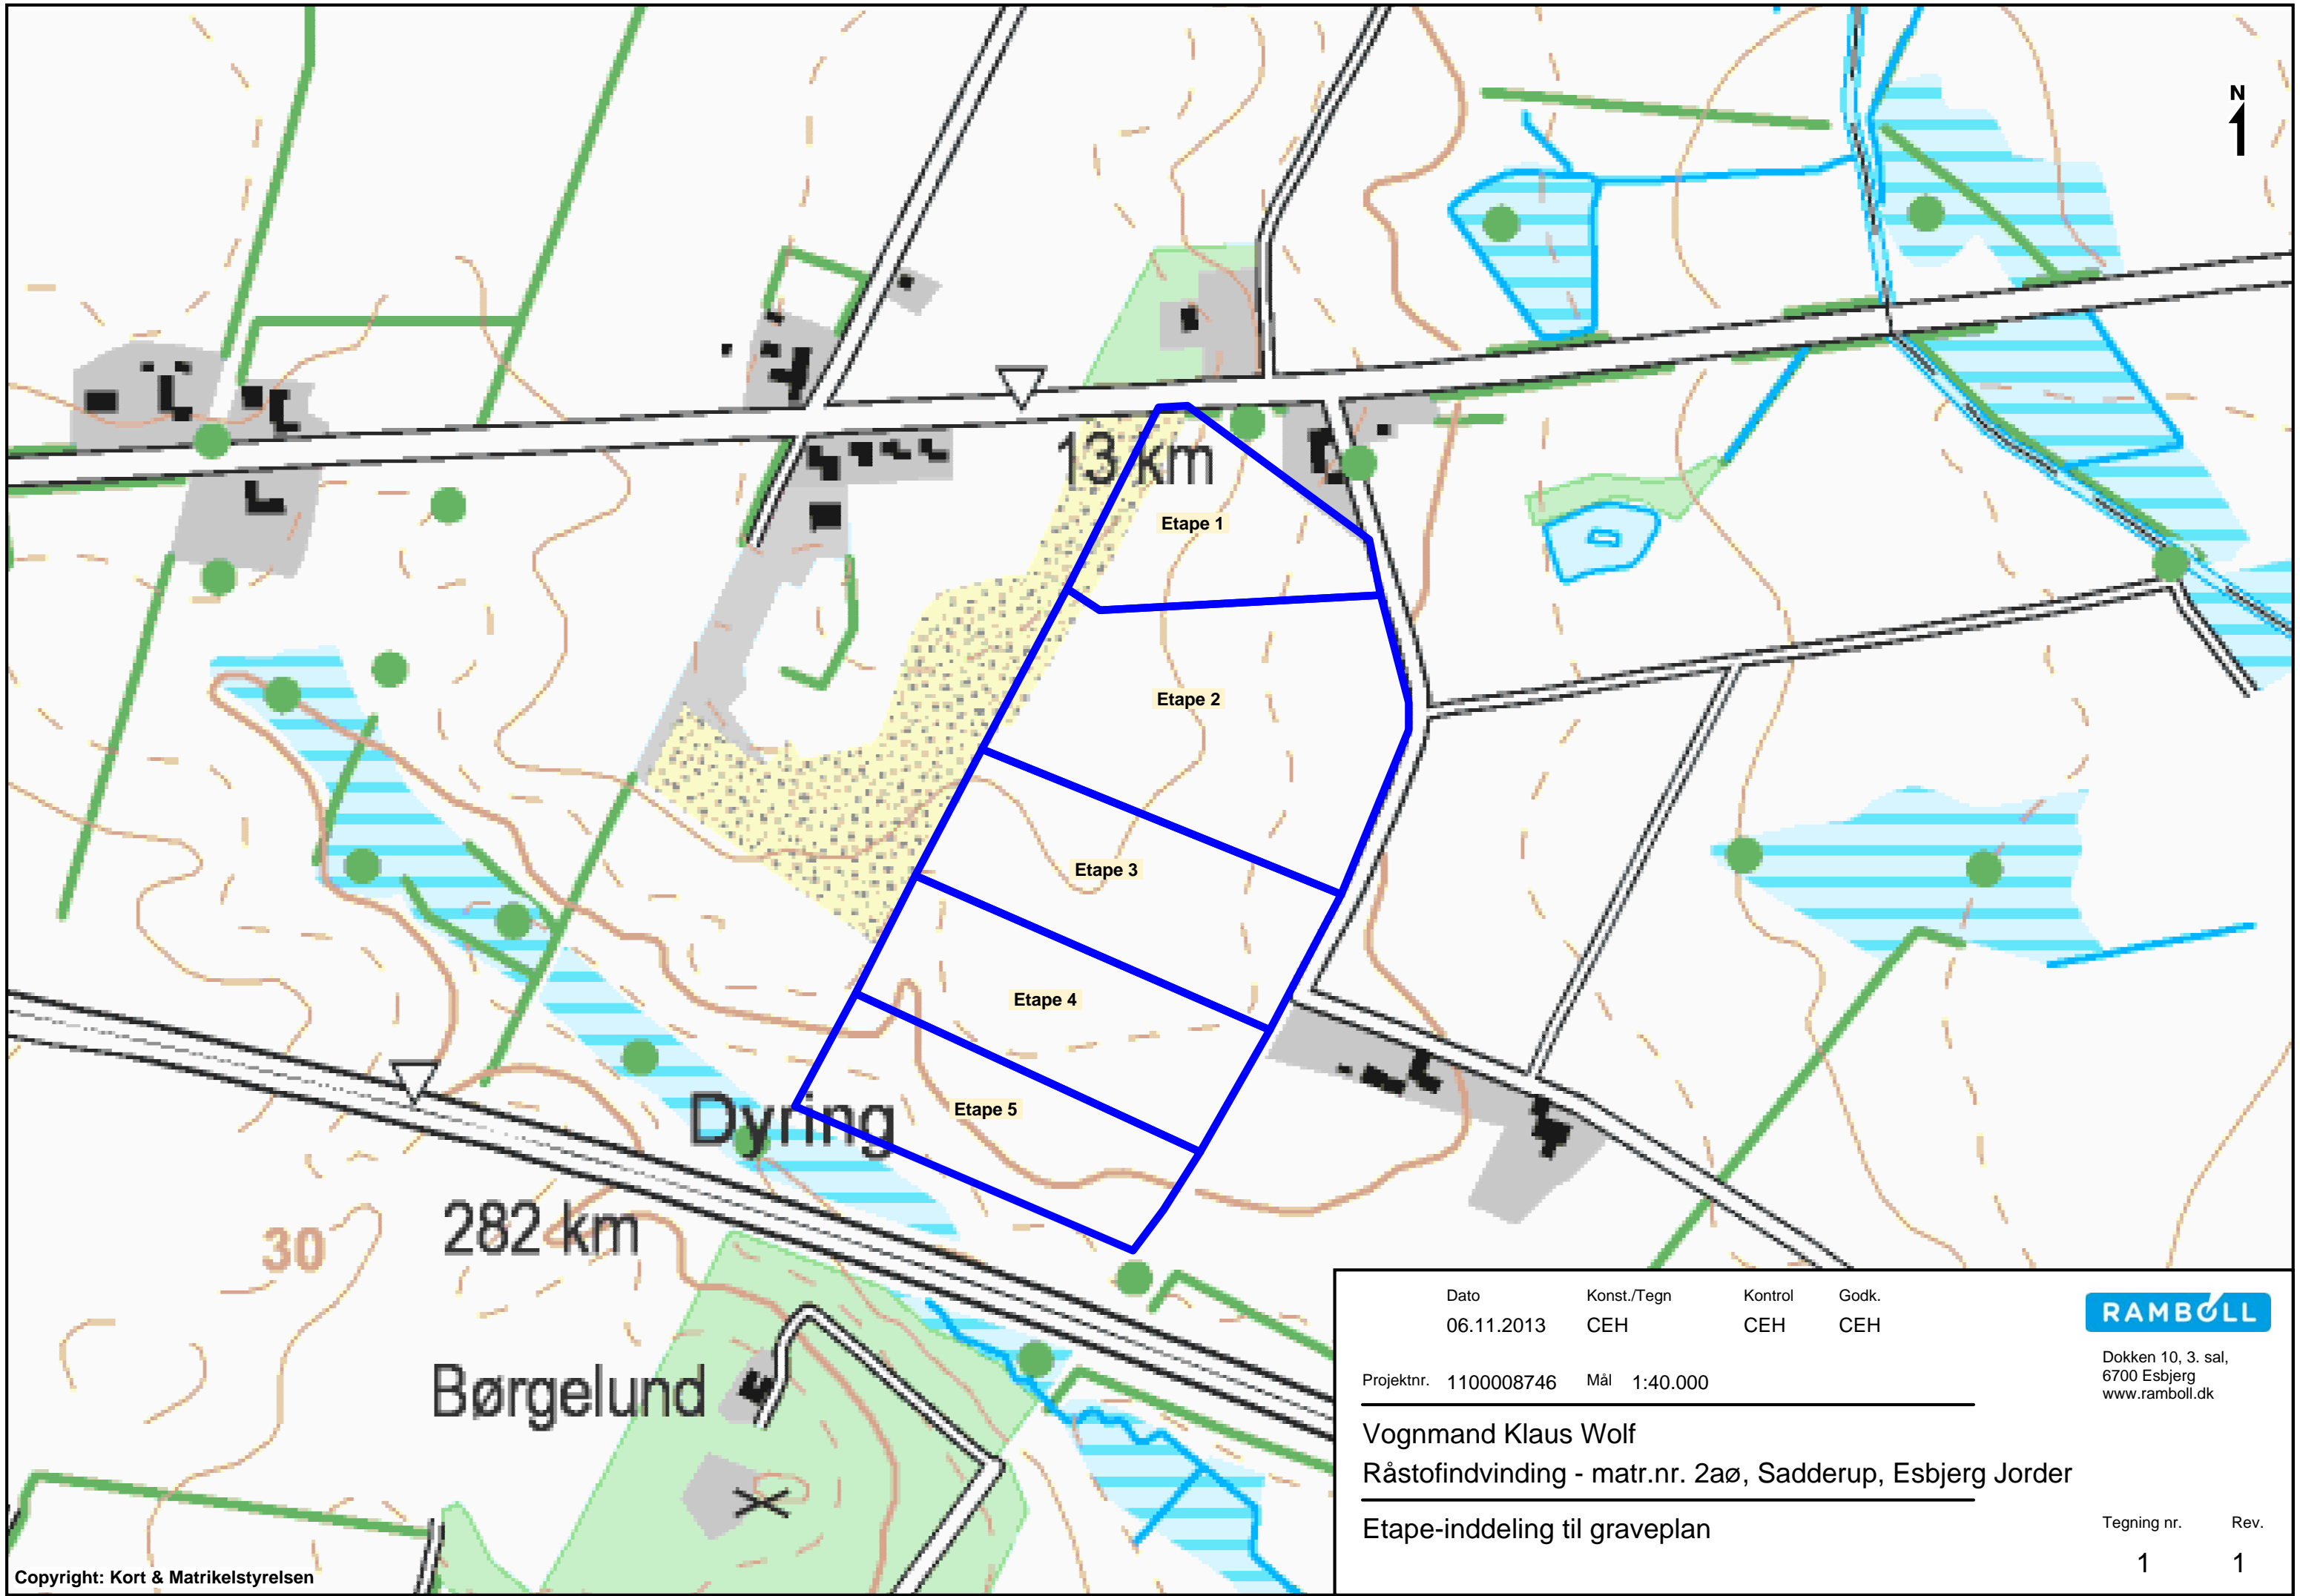 N
13 km
Etape 1
Etape 2
Etape 3
Etape 4
Etape 5
Dyring
282 km
30
Børgelund
Copyright: Kort & Matrikelstyrelsen
Dato Konst./Tegn Kontrol Godk.
06.11.2013 CEH CEH CEH
Projektnr. 1100008746 Mål 1:40.000
RAMBOLL
Dokken 10, 3. sal,
6700 Esbjerg
www.ramboll.dk
Vognmand Klaus Wolf
Råstofindvinding - matr.nr. 2aø, Sadderup, Esbjerg Jorder
Etape-inddeling til graveplan
Tegning nr. Rev.
1 1